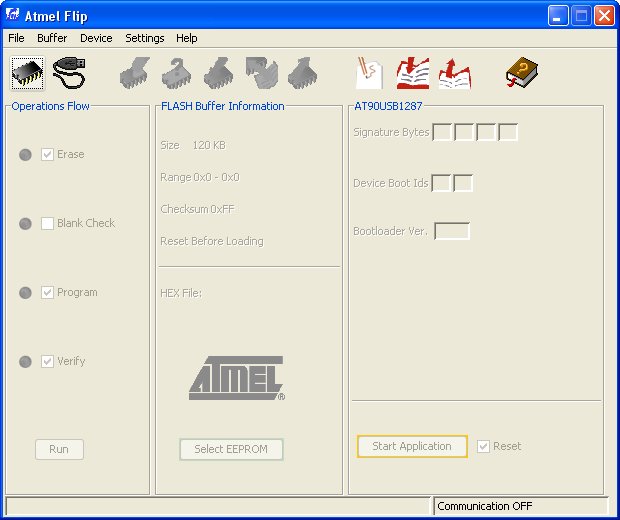 Atmel Flip
File Buffer Device Settings Help
Operations Flow
Erase
Blank Check
Program
Verify
Run
FLASH Buffer Information
Size 120 KB
Range 0x0 - 0x0
Checksum 0xFF
Reset Before Loading
HEX File:
ATMEL®
Select EEPROM
AT90USB1287
Signature Bytes
Device Boot Ids
Bootloader Ver.
Start Application
Reset
Communication OFF